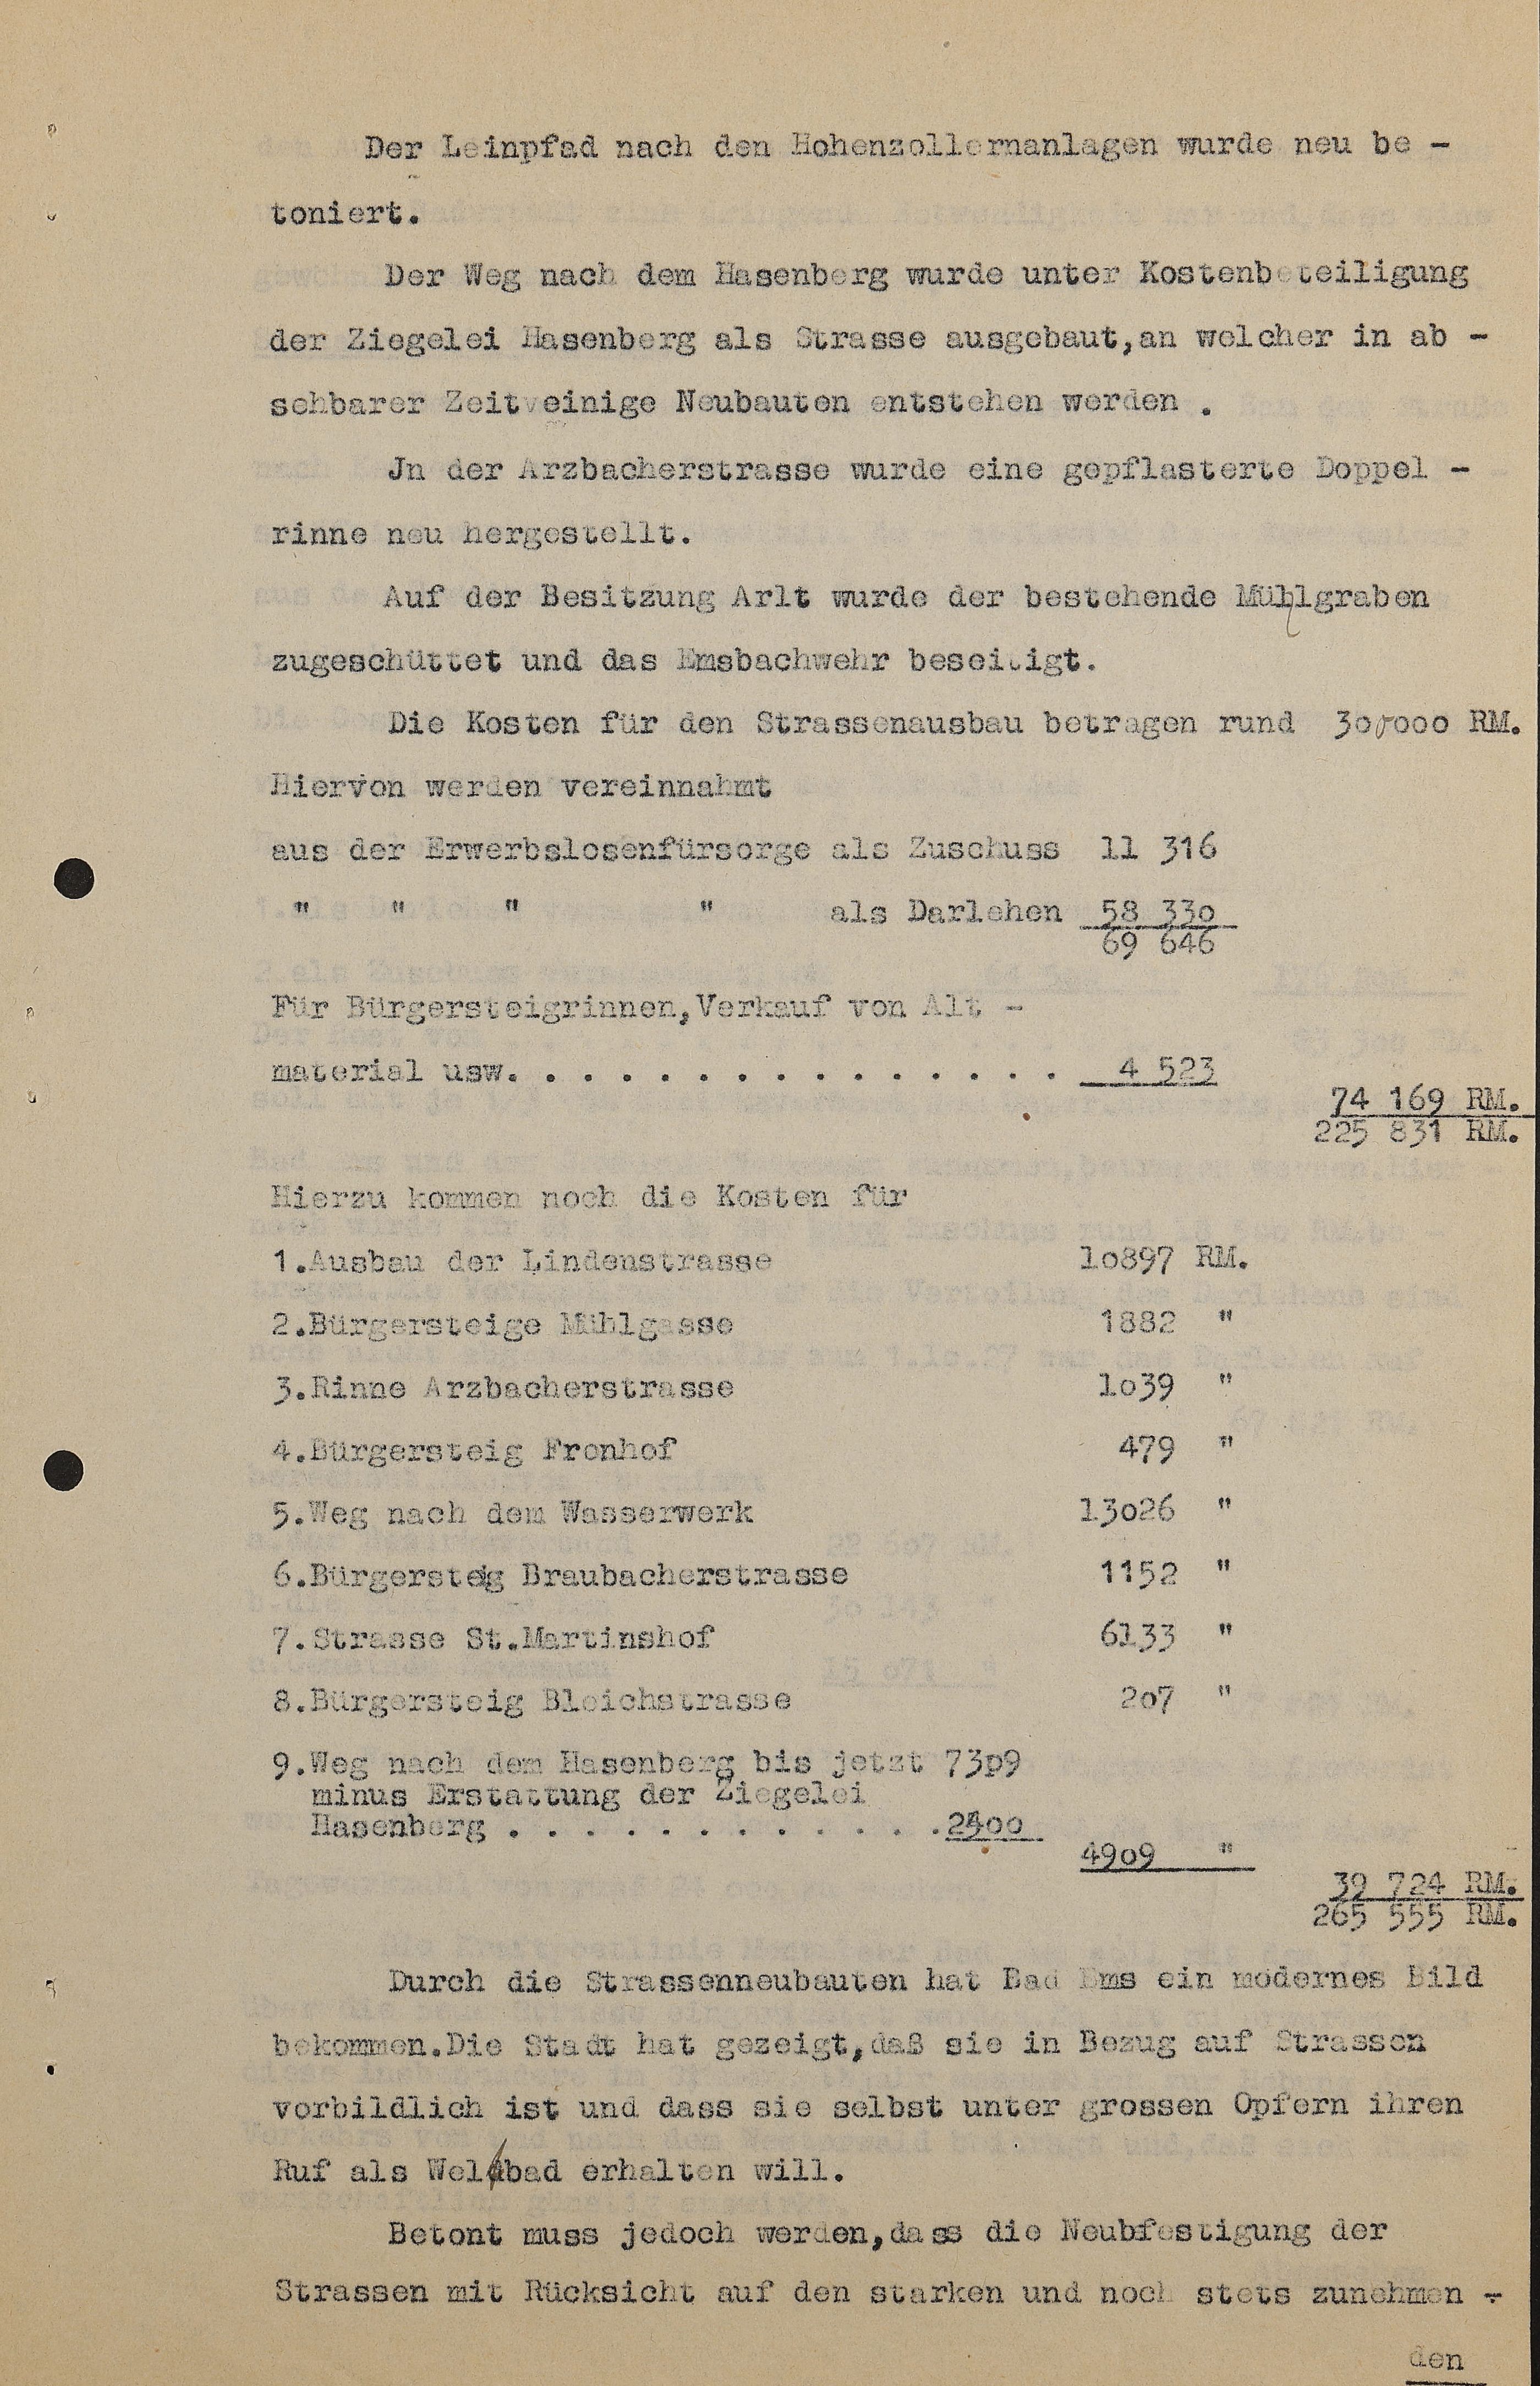 Der Leinpfad nach den Hohenzollernanlagen wurde neu be -
toniert.
Der Weg nach dem Hasenberg wurde unter Kostenbeteiligung
der Ziegelei Hasenberg als Strasse ausgebaut,an welcher in ab -
sehbarer Zeit einige Neubauten entstehen werden .
Jn der Arzbacherstrasse wurde eine gepflasterte Doppel -
rinne neu hergestellt.
Auf der Besitzung Arlt wurde der bestehende Mühlgraben
zugeschüttet und das Emsbachwehr beseitigt.
Die Kosten für den Strassenausbau betragen rund 300000 RM.
Hiervon werden vereinnahmt
aus der Erwerbslosenfürsorge als Zuschuss 11 316
" " " " als Darlehen 58 33o
69 646
Für Bürgersteigrinnen,Verkauf von Alt -
material usw. . . . . . . . . . . . . . . 4 523
74 169 RM.
225 831 RM.
Hierzu kommen noch die Kosten für
1.Ausbau der Lindenstrasse 1o897 RM.
2.Bürgersteige Mühlgasse 1882 "
3.Rinne Arzbacherstrasse 1o39 "
4.Bürgersteig Fronhof 479 "
5.Weg nach dem Wasserwerk 13o26 "
6.Bürgersteig Braubacherstrasse 1152 "
7.Strasse St.Martinshof 6133 "
8.Bürgersteig Bleichstrasse 2o7 "
9.Weg nach dem Hasenberg bis jetzt 73o9
minus Erstattung der Ziegelei
Hasenberg . . . . . . . . . . . .2400
49o9 "
39 724 RM.
265 555 RM.
Durch die Strassenneubauten hat Bad Ems ein modernes Bild
bekommen.Die Stadt hat gezeigt,daß sie in Bezug auf Strassen
vorbildlich ist und dass sie selbst unter grossen Opfern ihren
Ruf als Weltbad erhalten will.
Betont muss jedoch werden,dass die Neubfestigung der
Strassen mit Rücksicht auf den starken und noch stets zunehmen -
den